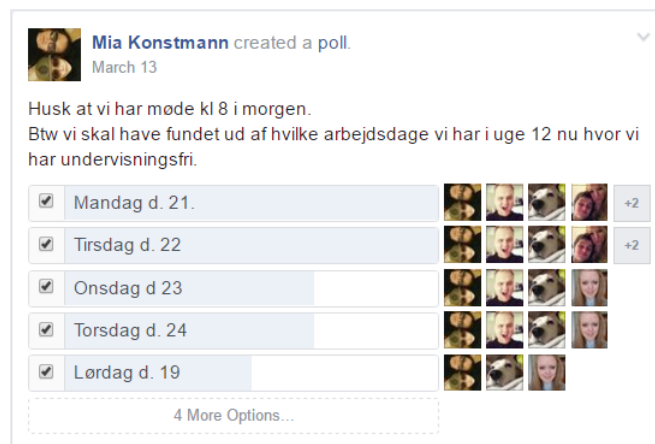 Mia Konstmann created a poll.
March 13
Husk at vi har møde kl 8 i morgen.
Btw vi skal have fundet ud af hvilke arbejdsdage vi har i uge 12 nu hvor vi
har undervisningsfri.
Mandag d. 21.
+2
Tirsdag d. 22
+2
Onsdag d 23
Torsdag d. 24
Lørdag d. 19
4 More Options...